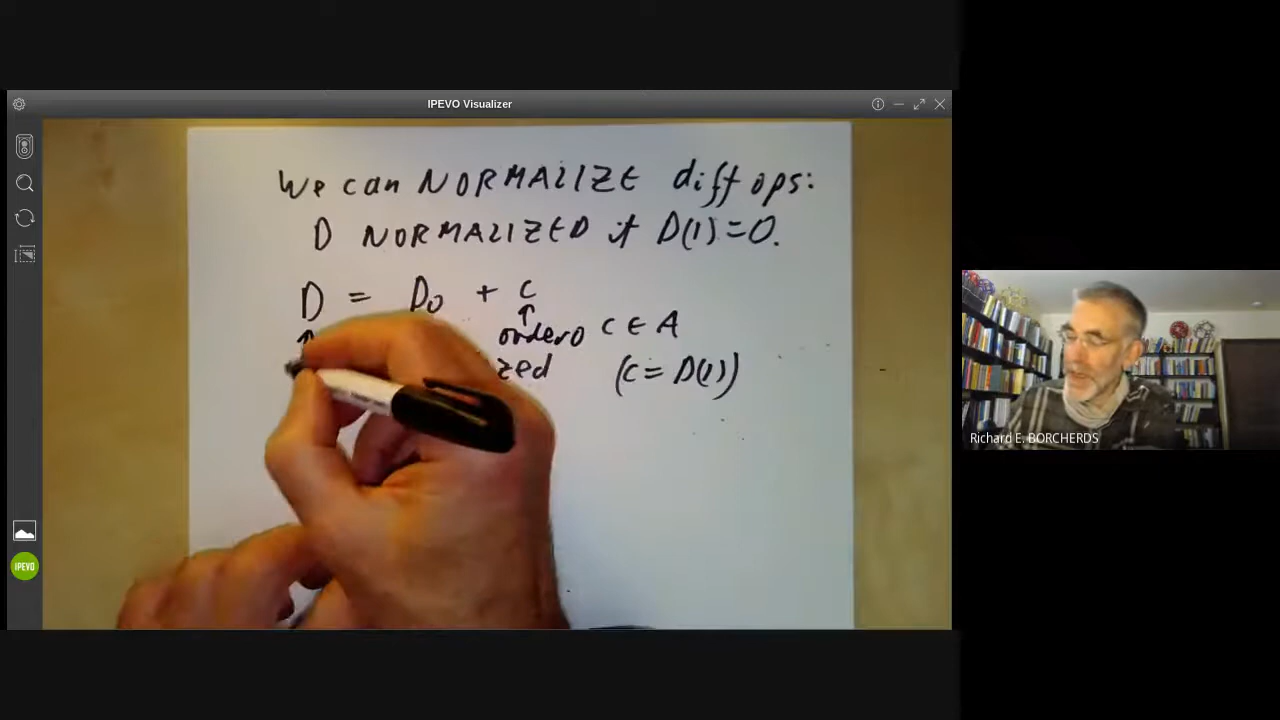 IPEVO Visualizer
We can NORMALIZE diff ops:
D NORMALIZED if D(1)=0.
D = D0 + c
order 0 c ∈ A
zed (c = D(1))
Richard E. BORCHERDS
IPEVO